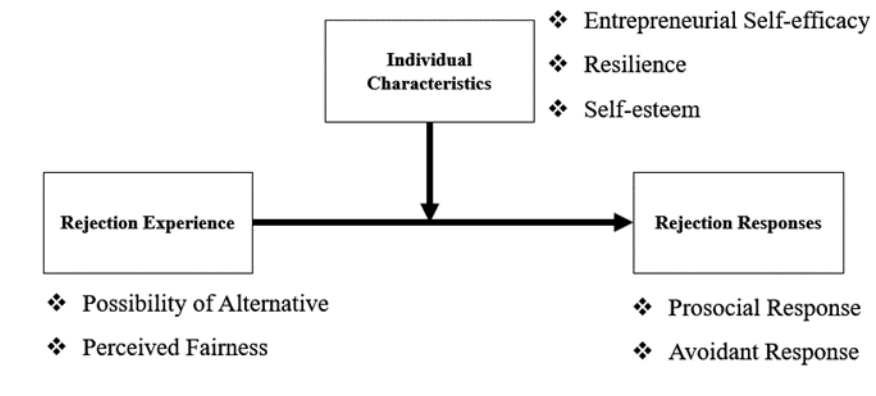 ❖ Entrepreneurial Self-efficacy
Individual
Characteristics
❖ Resilience
❖ Self-esteem
Rejection Experience
Rejection Responses
❖ Possibility of Alternative
❖ Perceived Fairness
❖ Prosocial Response
❖ Avoidant Response